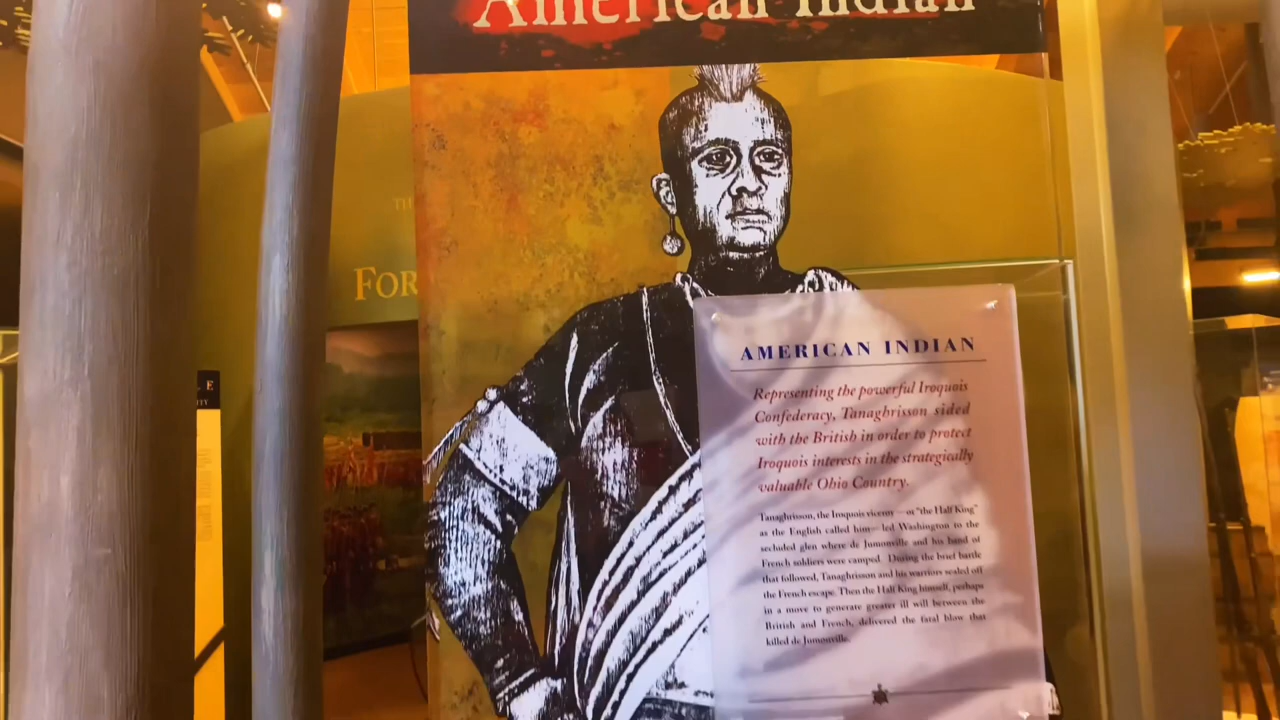 American Indian
FOR
AMERICAN INDIAN
Representing the powerful Iroquois
Confederacy, Tanaghrisson sided
with the British in order to protect
Iroquois interests in the strategically
valuable Ohio Country.
Tanaghrisson, the Iroquois viceroy—or "the Half King"
as the English called him—led Washington to the
secluded glen where de Jumonville and his band of
French soldiers were camped. During the brief battle
that followed, Tanaghrisson and his warriors sealed off
the French escape. Then the Half King himself, perhaps
in a move to generate greater ill will between the
British and French, delivered the fatal blow that
killed de Jumonville.